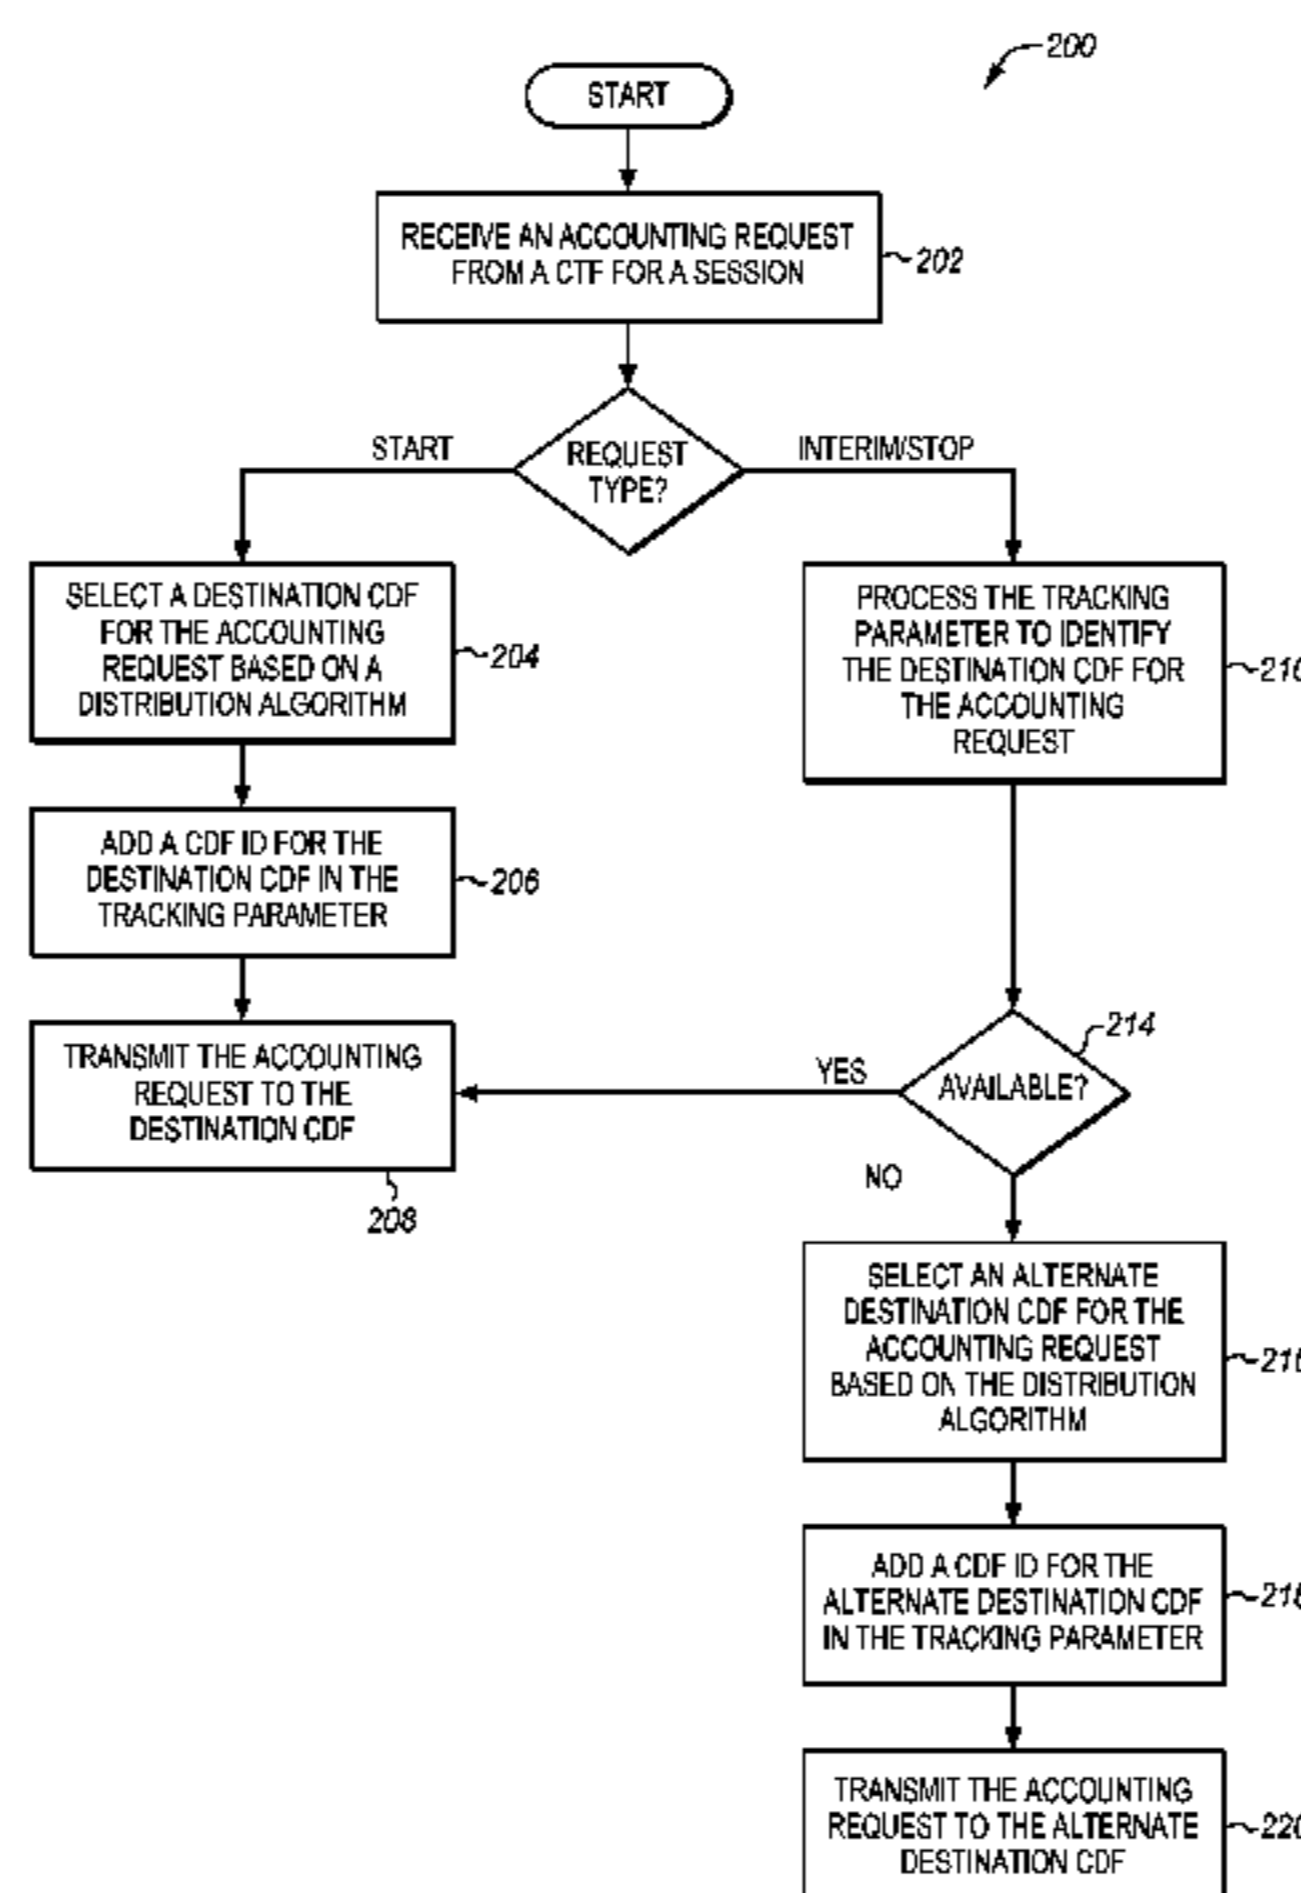 200
START
RECEIVE AN ACCOUNTING REQUEST
FROM A CTF FOR A SESSION
202
REQUEST
TYPE?
START
INTERIM/STOP
SELECT A DESTINATION CDF
FOR THE ACCOUNTING
REQUEST BASED ON A
DISTRIBUTION ALGORITHM
204
PROCESS THE TRACKING
PARAMETER TO IDENTIFY
THE DESTINATION CDF FOR
THE ACCOUNTING
REQUEST
210
ADD A CDF ID FOR THE
DESTINATION CDF IN THE
TRACKING PARAMETER
206
TRANSMIT THE ACCOUNTING
REQUEST TO THE
DESTINATION CDF
208
214
AVAILABLE?
YES
NO
SELECT AN ALTERNATE
DESTINATION CDF FOR THE
ACCOUNTING REQUEST
BASED ON THE DISTRIBUTION
ALGORITHM
216
ADD A CDF ID FOR THE
ALTERNATE DESTINATION CDF
IN THE TRACKING PARAMETER
218
TRANSMIT THE ACCOUNTING
REQUEST TO THE ALTERNATE
DESTINATION CDF
220